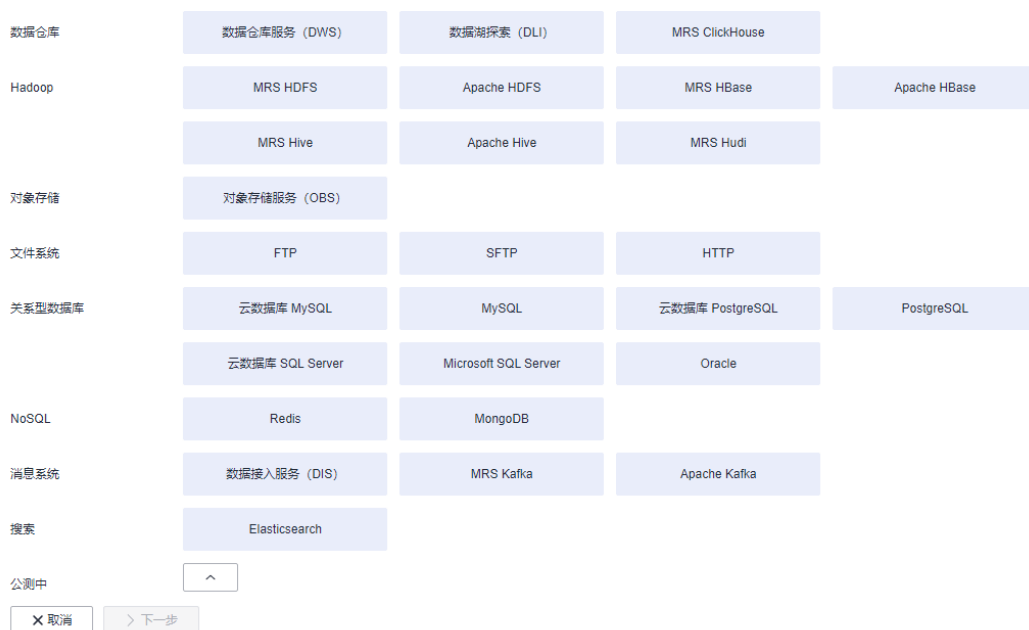 数据仓库 数据仓库服务（DWS） 数据湖探索（DLI） MRS ClickHouse
Hadoop MRS HDFS Apache HDFS MRS HBase Apache HBase
MRS Hive Apache Hive MRS Hudi
对象存储 对象存储服务（OBS）
文件系统 FTP SFTP HTTP
关系型数据库 云数据库 MySQL MySQL 云数据库 PostgreSQL PostgreSQL
云数据库 SQL Server Microsoft SQL Server Oracle
NoSQL Redis MongoDB
消息系统 数据接入服务（DIS） MRS Kafka Apache Kafka
搜索 Elasticsearch
公测中
取消 下一步